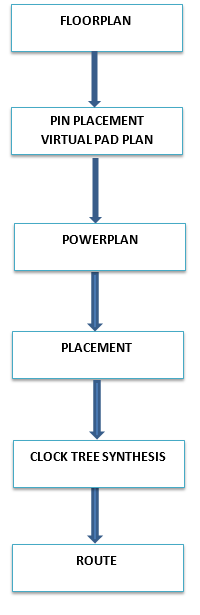 FLOORPLAN
PIN PLACEMENT
VIRTUAL PAD PLAN
POWERPLAN
PLACEMENT
CLOCK TREE SYNTHESIS
ROUTE